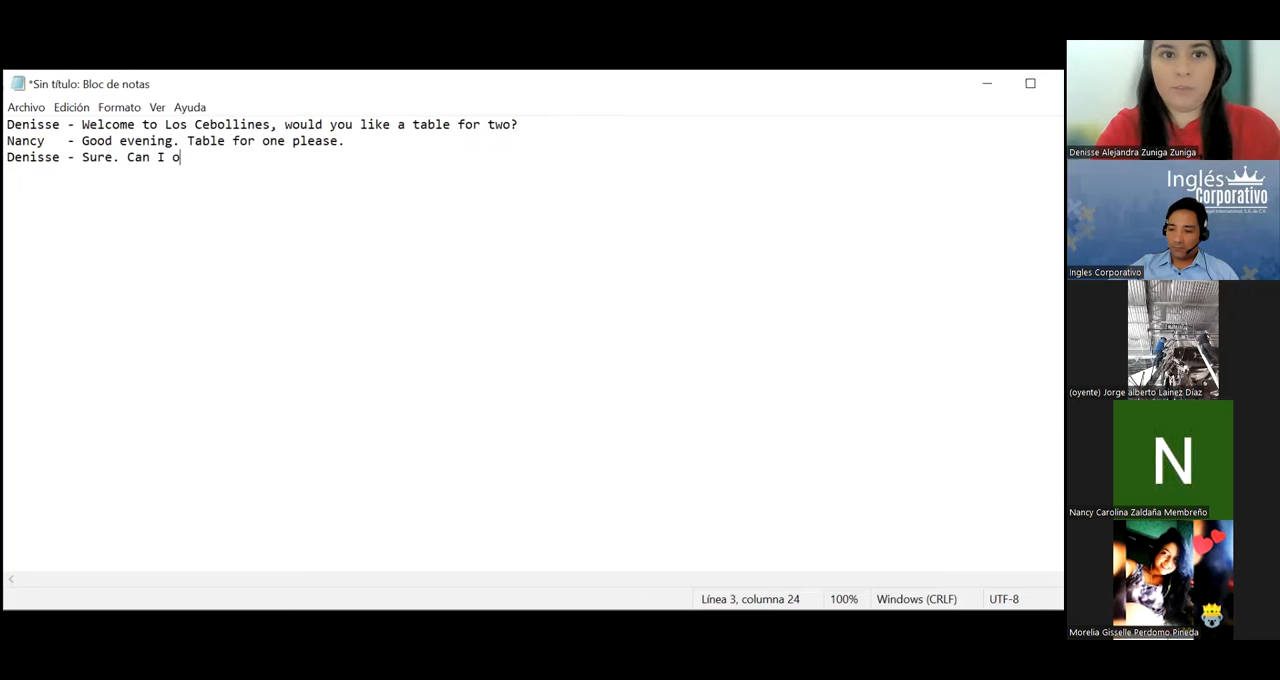 *Sin título: Bloc de notas
Archivo Edición Formato Ver Ayuda
Denisse - Welcome to Los Cebollines, would you like a table for two?
Nancy - Good evening. Table for one please.
Denisse - Sure. Can I o
Línea 3, columna 24 100% Windows (CRLF) UTF-8
Denisse Alejandra Zuniga Zuniga
Inglés
Corporativo
Ingles Corporativo
(oyente) Jorge alberto Lainez Díaz
N
Nancy Carolina Zaldaña Membreño
Morelia Gisselle Perdomo Pineda